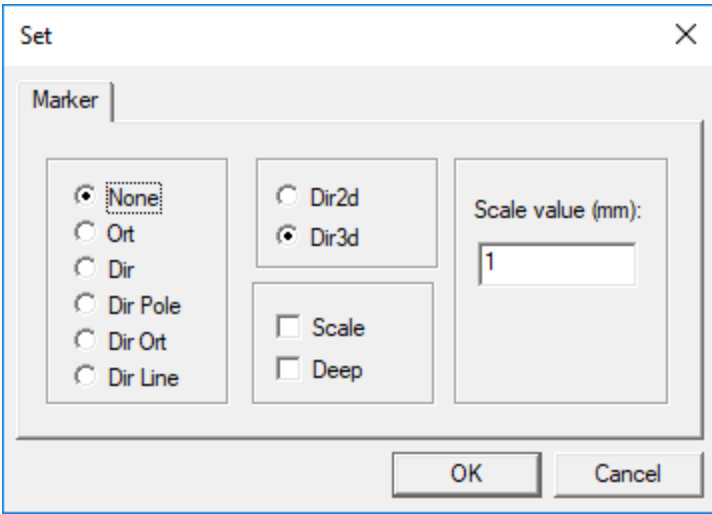 Set
Marker
None
Ort
Dir
Dir Pole
Dir Ort
Dir Line
Dir2d
Dir3d
Scale
Deep
Scale value (mm):
1
OK
Cancel